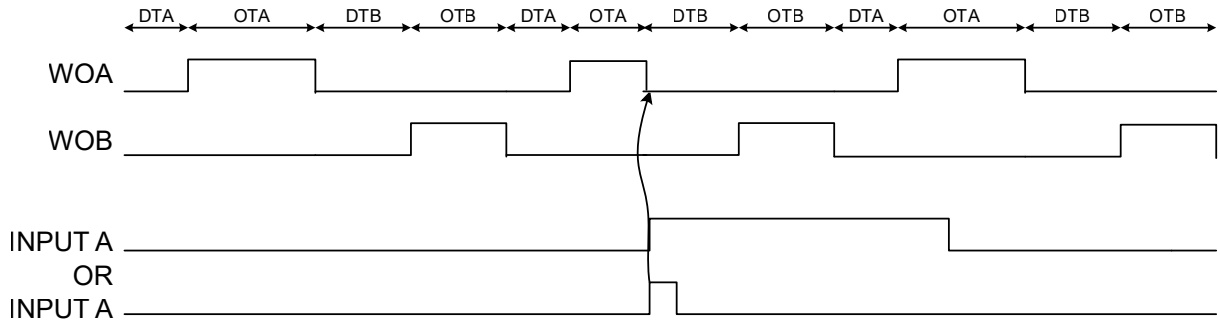 DTA OTA DTB OTB DTA OTA DTB OTB DTA OTA DTB OTB
WOA
WOB
INPUT A
OR
INPUT A